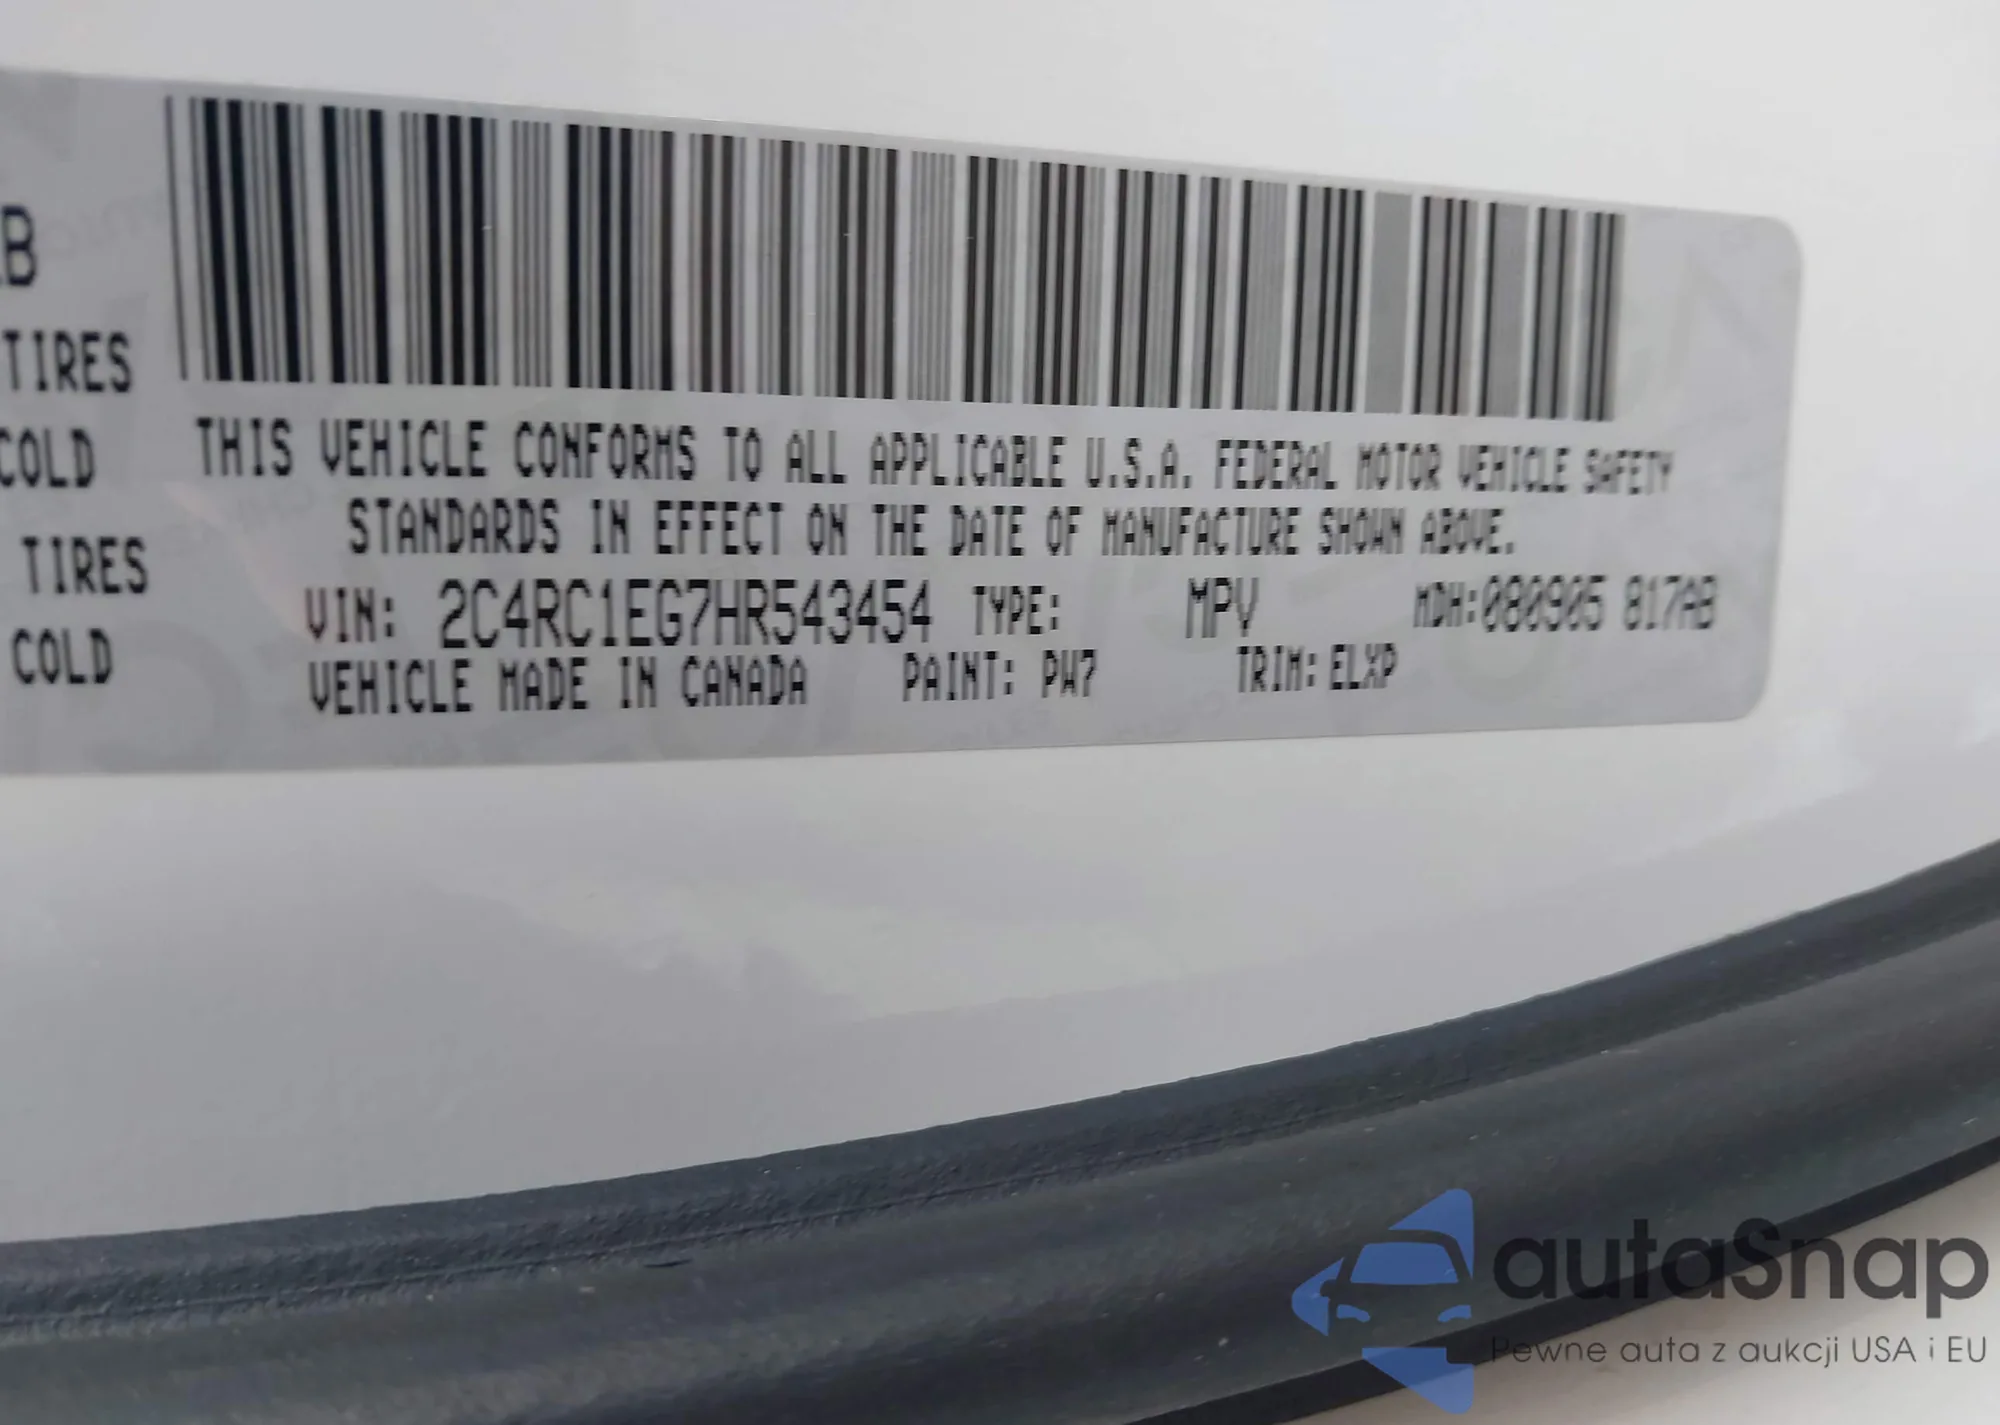 B
TIRES
COLD
TIRES
COLD
THIS VEHICLE CONFORMS TO ALL APPLICABLE U.S.A. FEDERAL MOTOR VEHICLE SAFETY
STANDARDS IN EFFECT ON THE DATE OF MANUFACTURE SHOWN ABOVE.
VIN: 2C4RC1EG7HR543454 TYPE: MPV MDH:080905 817AB
VEHICLE MADE IN CANADA PAINT: PW7 TRIM: ELXP
autaSnap
Pewne auta z aukcji USA i EU